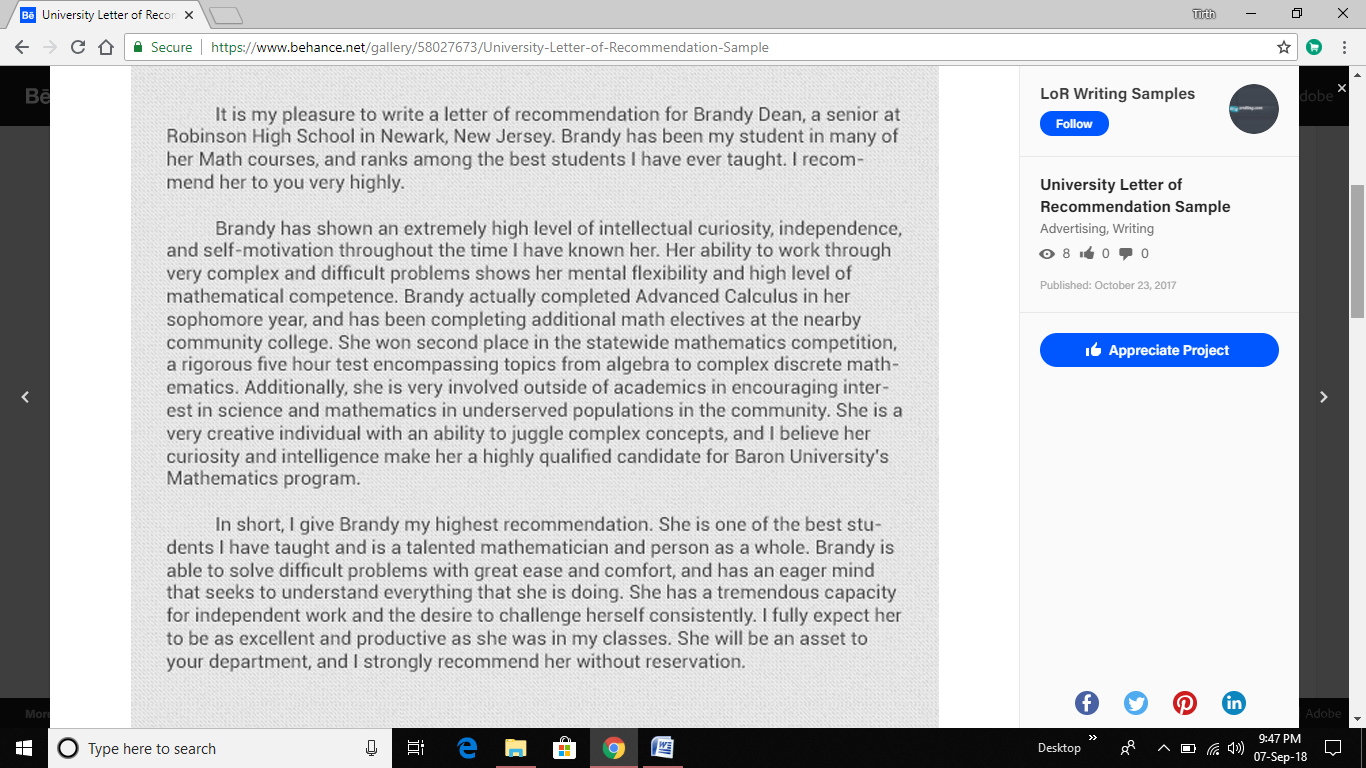 University Letter of Recor
Tirth
Secure
https://www.behance.net/gallery/58027673/University-Letter-of-Recommendation-Sample
Bē
dobe
It is my pleasure to write a letter of recommendation for Brandy Dean, a senior at
Robinson High School in Newark, New Jersey. Brandy has been my student in many of
her Math courses, and ranks among the best students I have ever taught. I recom-
mend her to you very highly.
Brandy has shown an extremely high level of intellectual curiosity, independence,
and self-motivation throughout the time I have known her. Her ability to work through
very complex and difficult problems shows her mental flexibility and high level of
mathematical competence. Brandy actually completed Advanced Calculus in her
sophomore year, and has been completing additional math electives at the nearby
community college. She won second place in the statewide mathematics competition,
a rigorous five hour test encompassing topics from algebra to complex discrete math-
ematics. Additionally, she is very involved outside of academics in encouraging inter-
est in science and mathematics in underserved populations in the community. She is a
very creative individual with an ability to juggle complex concepts, and I believe her
curiosity and intelligence make her a highly qualified candidate for Baron University's
Mathematics program.
In short, I give Brandy my highest recommendation. She is one of the best stu-
dents I have taught and is a talented mathematician and person as a whole. Brandy is
able to solve difficult problems with great ease and comfort, and has an eager mind
that seeks to understand everything that she is doing. She has a tremendous capacity
for independent work and the desire to challenge herself consistently. I fully expect her
to be as excellent and productive as she was in my classes. She will be an asset to
your department, and I strongly recommend her without reservation.
LoR Writing Samples
Follow
University Letter of
Recommendation Sample
Advertising, Writing
8 0 0
Published: October 23, 2017
Appreciate Project
More
Adobe
Type here to search
Desktop
9:47 PM
07-Sep-18